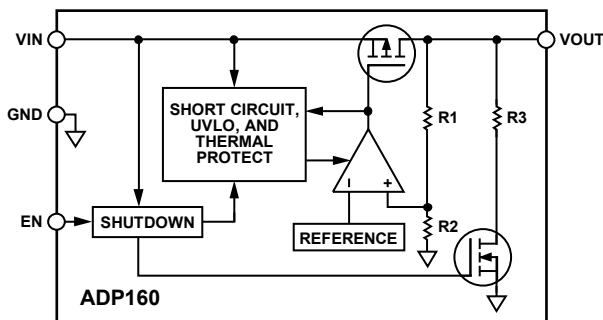 VIN
VOUT
GND
SHORT CIRCUIT,
UVLO, AND
THERMAL
PROTECT
R1
R3
EN
SHUTDOWN
–
+
R2
REFERENCE
ADP160